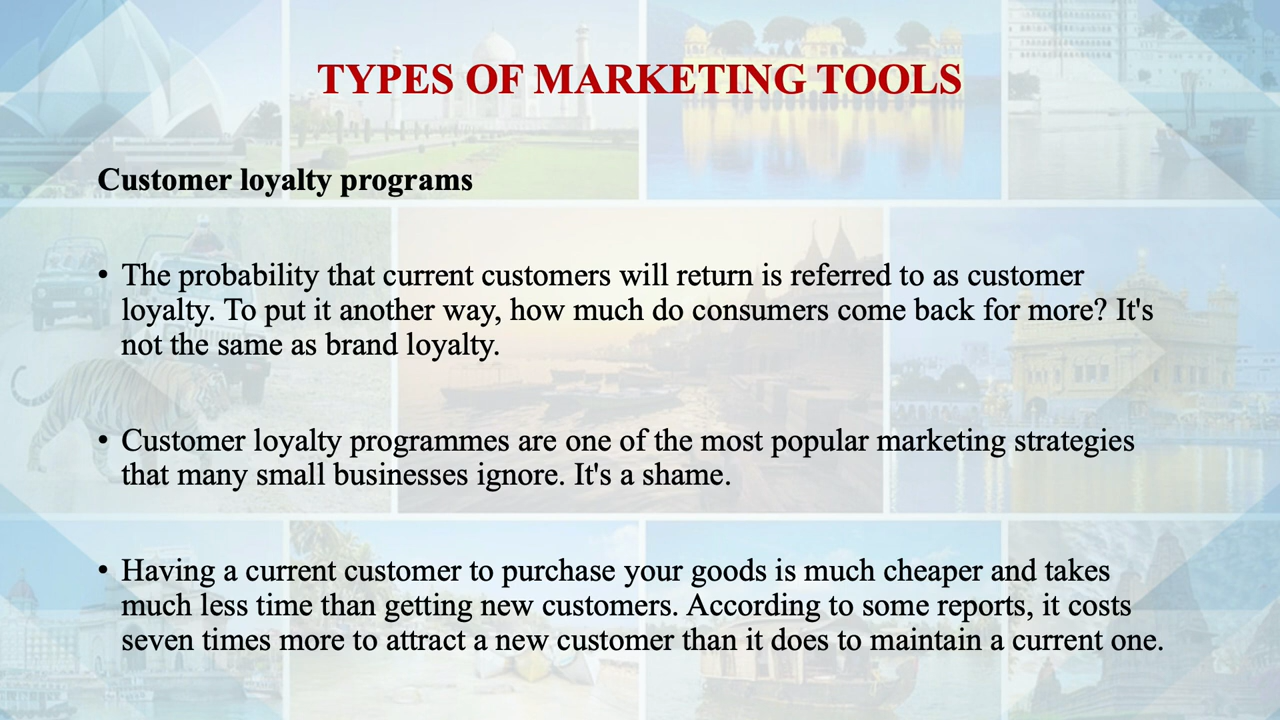 TYPES OF MARKETING TOOLS
Customer loyalty programs
• The probability that current customers will return is referred to as customer
loyalty. To put it another way, how much do consumers come back for more? It's
not the same as brand loyalty.
• Customer loyalty programmes are one of the most popular marketing strategies
that many small businesses ignore. It's a shame.
• Having a current customer to purchase your goods is much cheaper and takes
much less time than getting new customers. According to some reports, it costs
seven times more to attract a new customer than it does to maintain a current one.